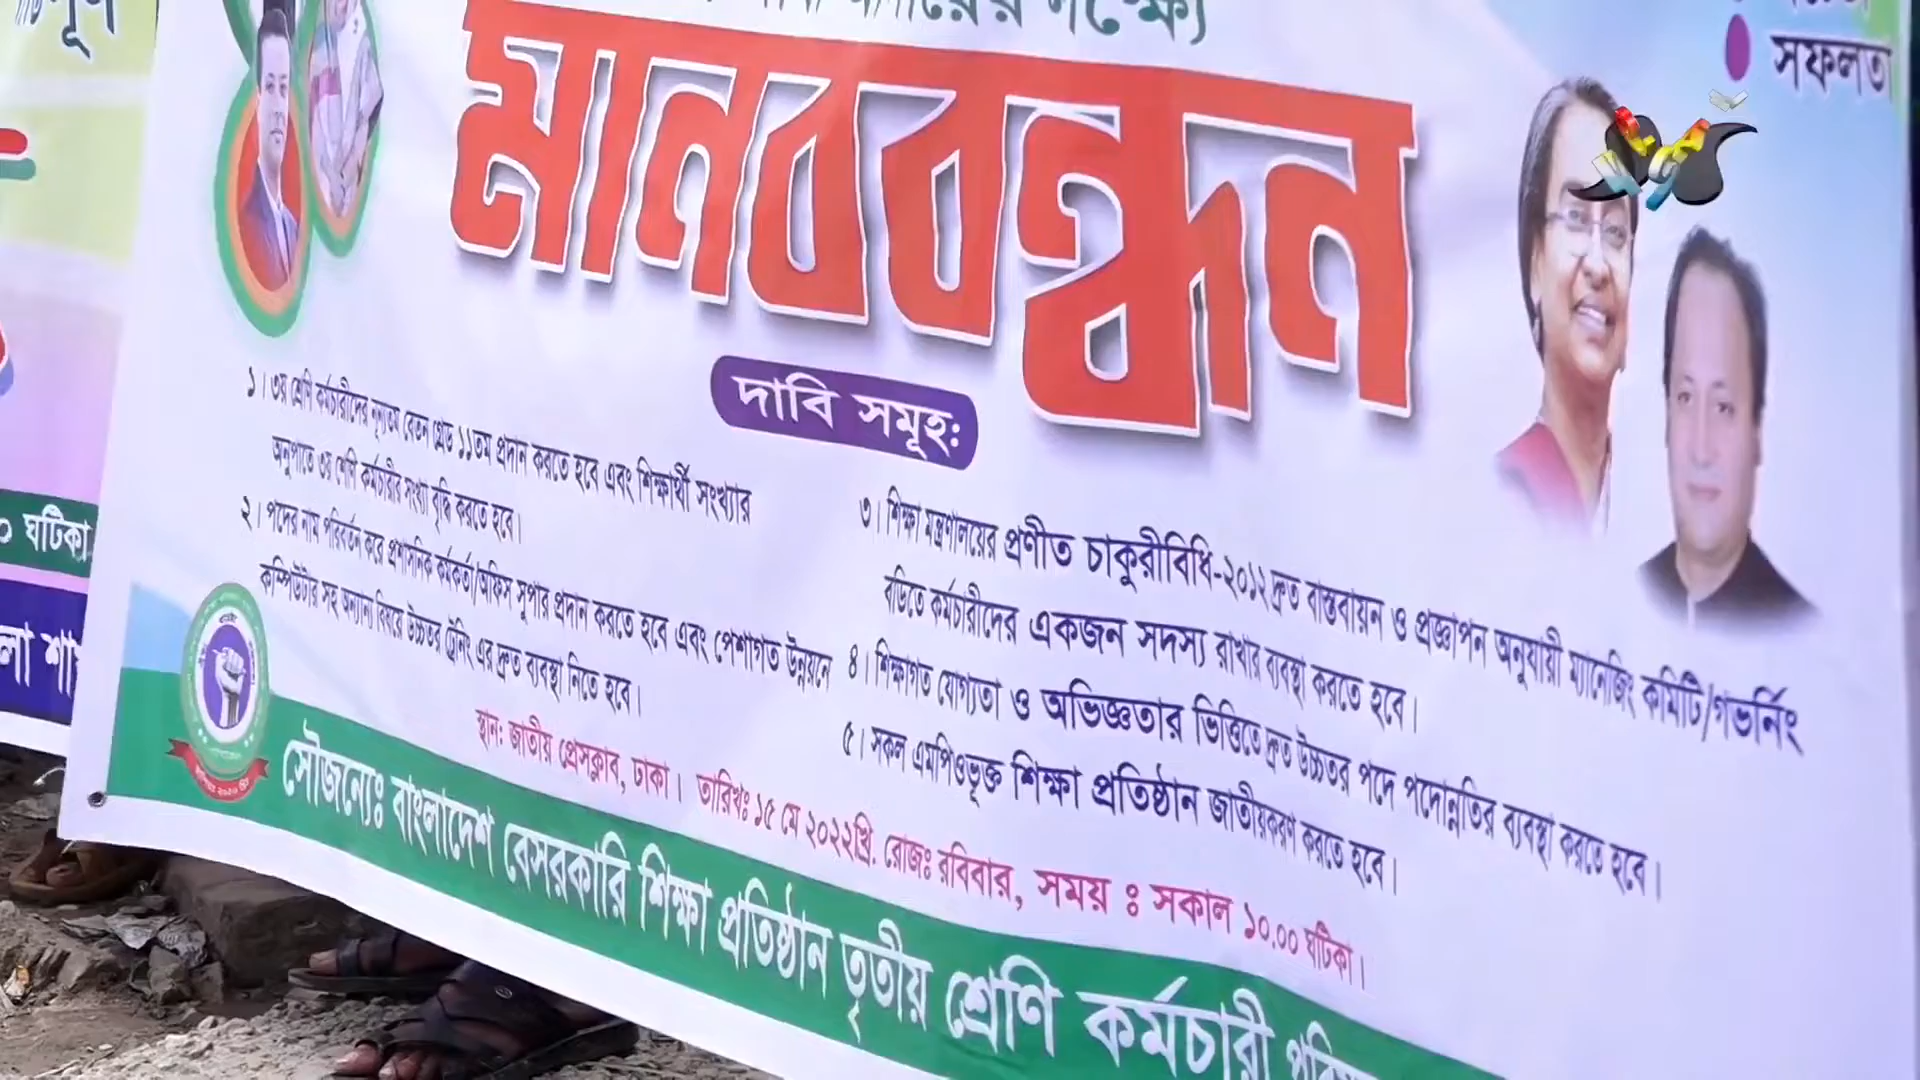 লক্ষ্যে
সফলতা
মানববন্ধন
দাবি সমূহ:
১। ৩য় শ্রেণি কর্মচারীদের নূন্যতম বেতন গ্রেড ১১তম প্রদান করতে হবে এবং শিক্ষার্থী সংখ্যার
অনুপাতে ৩য় শ্রেণি কর্মচারীর সংখ্যা বৃদ্ধি করতে হবে।
২। পদের নাম পরিবর্তন করে প্রশাসনিক কর্মকর্তা/অফিস সুপার প্রদান করতে হবে এবং পেশাগত উন্নয়নে
কম্পিউটার সহ অন্যান্য বিষয়ে উচ্চতর ট্রেনিং এর দ্রুত ব্যবস্থা নিতে হবে।
৩। শিক্ষা মন্ত্রণালয়ের প্রণীত চাকুরীবিধি-২০১২ দ্রুত বাস্তবায়ন ও প্রজ্ঞাপন অনুযায়ী ম্যানেজিং কমিটি/গভর্নিং
বডিতে কর্মচারীদের একজন সদস্য রাখার ব্যবস্থা করতে হবে।
৪। শিক্ষাগত যোগ্যতা ও অভিজ্ঞতার ভিত্তিতে দ্রুত উচ্চতর পদে পদোন্নতির ব্যবস্থা করতে হবে।
৫। সকল এমপিওভূক্ত শিক্ষা প্রতিষ্ঠান জাতীয়করণ করতে হবে।
স্থান: জাতীয় প্রেসক্লাব, ঢাকা। তারিখঃ ১৫ মে ২০২২খ্রি. রোজঃ রবিবার, সময় ঃ সকাল ১০.০০ ঘটিকা।
সৌজন্যেঃ বাংলাদেশ বেসরকারি শিক্ষা প্রতিষ্ঠান তৃতীয় শ্রেণি কর্মচারী
ঘটিকা